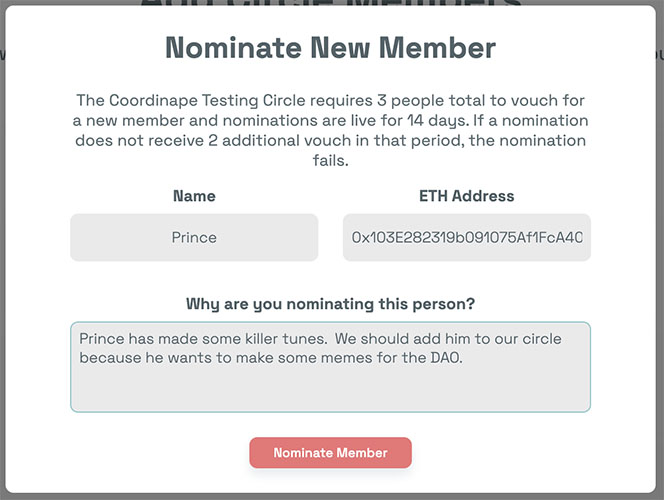 Add Circle Members
Nominate New Member
The Coordinape Testing Circle requires 3 people total to vouch for
a new member and nominations are live for 14 days. If a nomination
does not receive 2 additional vouch in that period, the nomination
fails.
Name ETH Address
Prince 0x103E282319b091075Af1FcA4C
Why are you nominating this person?
Prince has made some killer tunes. We should add him to our circle
because he wants to make some memes for the DAO.
Nominate Member